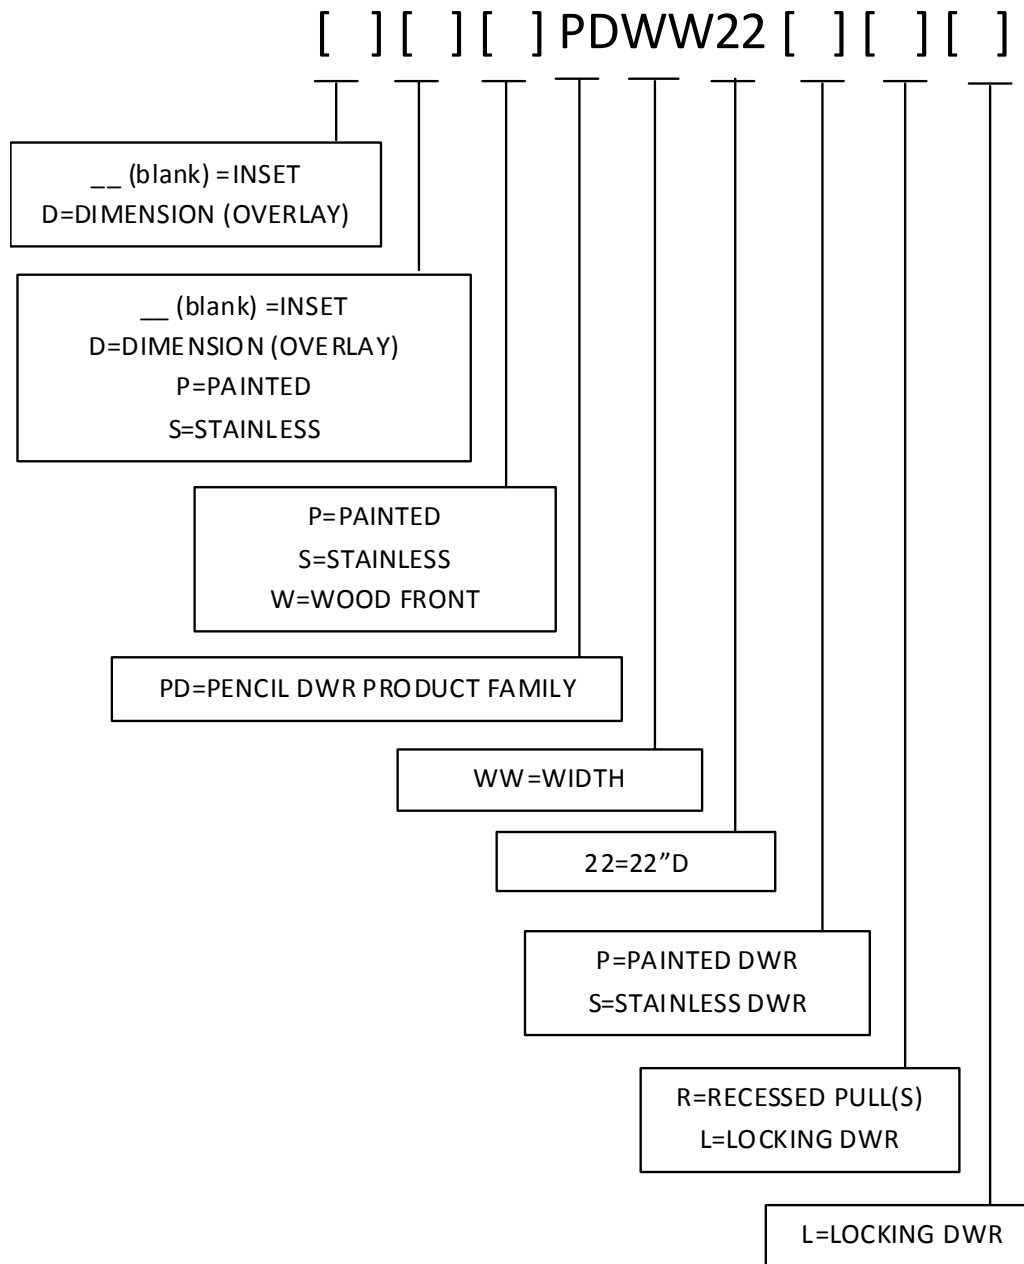 [ ] [ ] [ ] PDWW22 [ ] [ ] [ ]
__ (blank) =INSET
D=DIMENSION (OVERLAY)
__ (blank) =INSET
D=DIMENSION (OVERLAY)
P=PAINTED
S=STAINLESS
P=PAINTED
S=STAINLESS
W=WOOD FRONT
PD=PENCIL DWR PRODUCT FAMILY
WW=WIDTH
22=22”D
P=PAINTED DWR
S=STAINLESS DWR
R=RECESSED PULL(S)
L=LOCKING DWR
L=LOCKING DWR